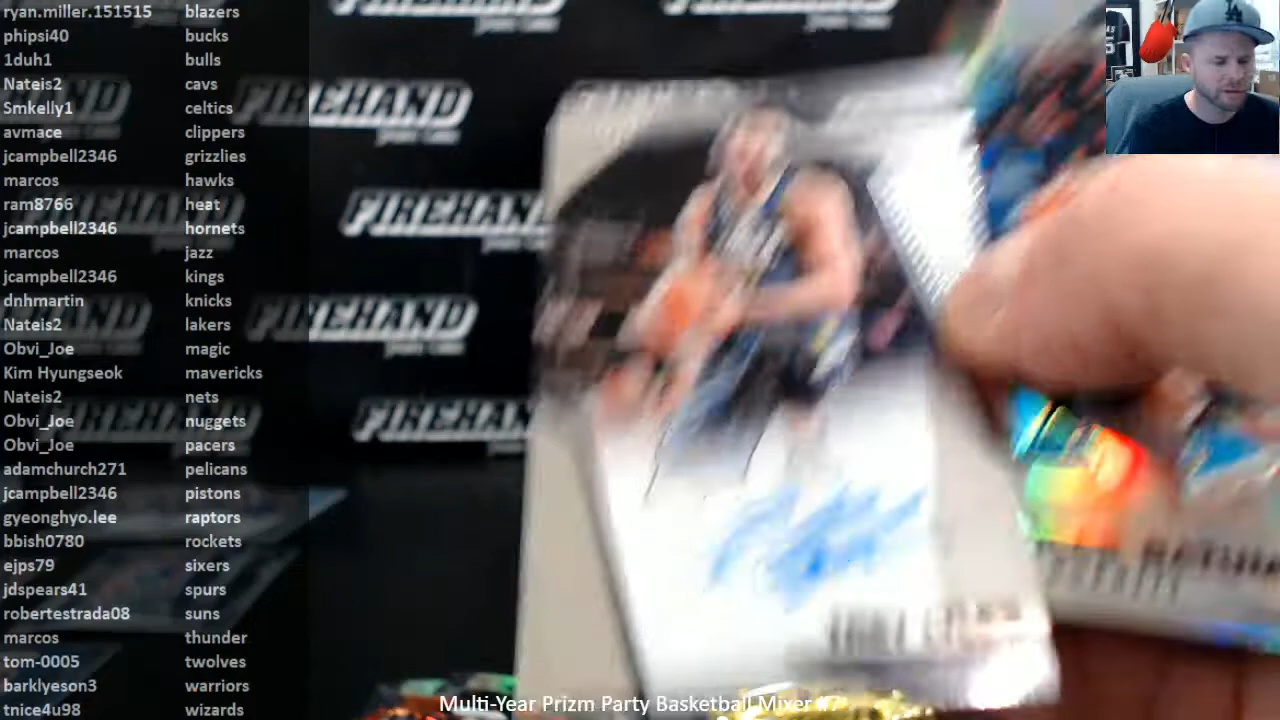 ryan.miller.151515 blazers
phipsi40 bucks
1duh1 bulls
Nateis2 cavs
Smkelly1 celtics
avmace clippers
jcampbell2346 grizzlies
marcos hawks
ram8766 heat
jcampbell2346 hornets
marcos jazz
jcampbell2346 kings
dnhmartin knicks
Nateis2 lakers
Obvi_Joe magic
Kim Hyungseok mavericks
Nateis2 nets
Obvi_Joe nuggets
Obvi_Joe pacers
adamchurch271 pelicans
jcampbell2346 pistons
gyeonghyo.lee raptors
bbish0780 rockets
ejps79 sixers
jdspears41 spurs
robertestrada08 suns
marcos thunder
tom-0005 twolves
barklyeson3 warriors
tnice4u98 wizards
FIREHAND
FIREHAND
FIREHAND
FIREHAND
LA
Multi-Year Prizm Party Basketball Mixer #7